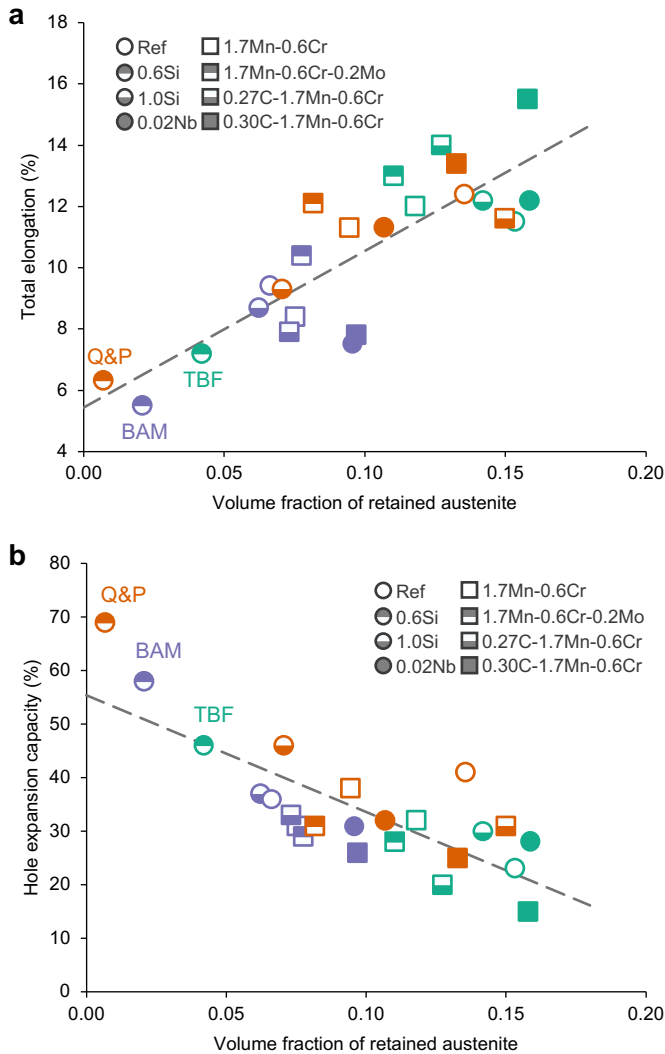 a
Total elongation (%)
18
16
14
12
10
8
6
4
Ref
0.6Si
1.0Si
0.02Nb
1.7Mn-0.6Cr
1.7Mn-0.6Cr-0.2Mo
0.27C-1.7Mn-0.6Cr
0.30C-1.7Mn-0.6Cr
Q&P
BAM
TBF
0.00 0.05 0.10 0.15 0.20
Volume fraction of retained austenite
b
Hole expansion capacity (%)
80
70
60
50
40
30
20
10
0
Q&P
BAM
TBF
Ref
0.6Si
1.0Si
0.02Nb
1.7Mn-0.6Cr
1.7Mn-0.6Cr-0.2Mo
0.27C-1.7Mn-0.6Cr
0.30C-1.7Mn-0.6Cr
0.00 0.05 0.10 0.15 0.20
Volume fraction of retained austenite